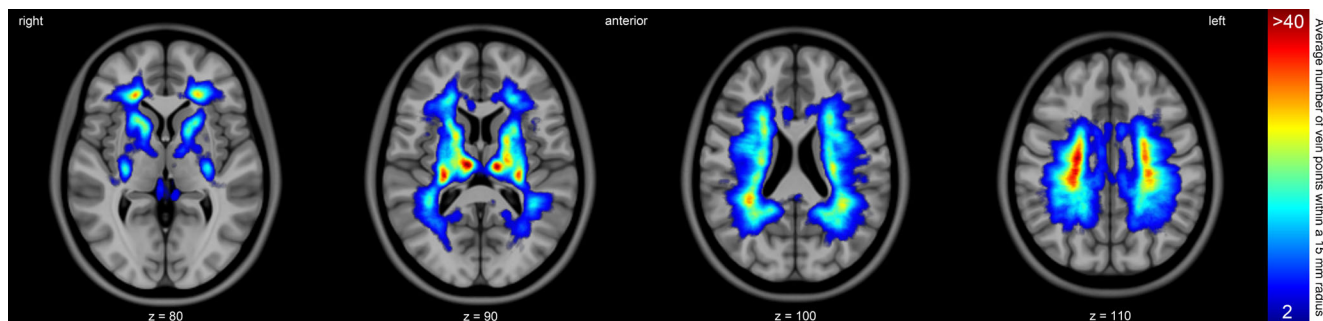 right
anterior
left
>40
Average number of vein points within a 15 mm radius
2
z = 80
z = 90
z = 100
z = 110